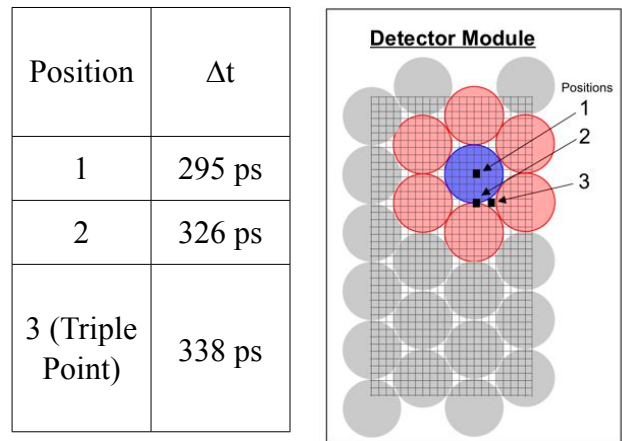 Position Δt
1 295 ps
2 326 ps
3 (Triple
Point) 338 ps
Detector Module
Positions
1
2
3